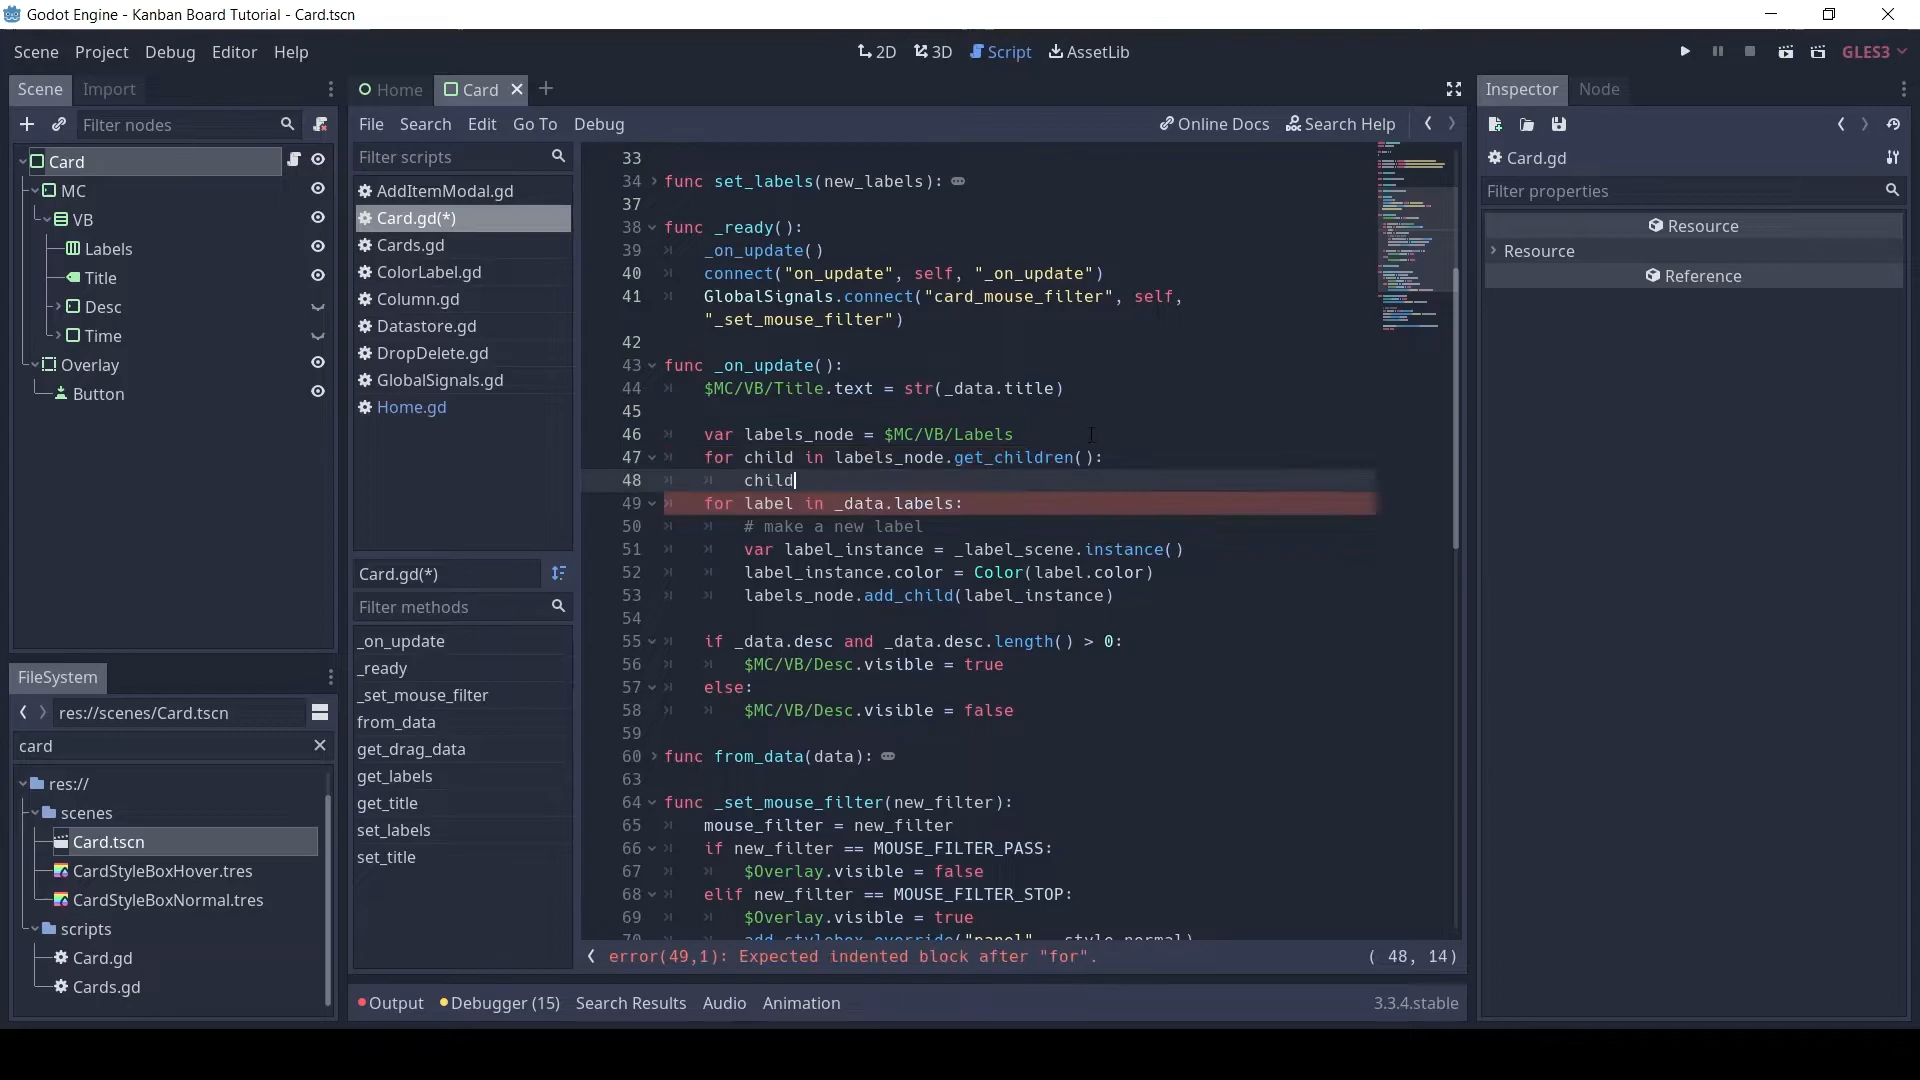 Godot Engine - Kanban Board Tutorial - Card.tscn
Scene Project Debug Editor Help
2D 3D Script AssetLib
GLES3
Scene Import
Filter nodes
Card
MC
VB
Labels
Title
Desc
Time
Overlay
Button
FileSystem
res://scenes/Card.tscn
card
res://
scenes
Card.tscn
CardStyleBoxHover.tres
CardStyleBoxNormal.tres
scripts
Card.gd
Cards.gd
Home Card
File Search Edit Go To Debug
Online Docs Search Help
Filter scripts
AddItemModal.gd
Card.gd(*)
Cards.gd
ColorLabel.gd
Column.gd
Datastore.gd
DropDelete.gd
GlobalSignals.gd
Home.gd
Card.gd(*)
Filter methods
_on_update
_ready
_set_mouse_filter
from_data
get_drag_data
get_labels
get_title
set_labels
set_title
33
34 func set_labels(new_labels):
37
38 func _ready():
39 _on_update()
40 connect("on_update", self, "_on_update")
41 GlobalSignals.connect("card_mouse_filter", self,
"_set_mouse_filter")
42
43 func _on_update():
44 $MC/VB/Title.text = str(_data.title)
45
46 var labels_node = $MC/VB/Labels
47 for child in labels_node.get_children():
48 child
49 for label in _data.labels:
50 # make a new label
51 var label_instance = _label_scene.instance()
52 label_instance.color = Color(label.color)
53 labels_node.add_child(label_instance)
54
55 if _data.desc and _data.desc.length() > 0:
56 $MC/VB/Desc.visible = true
57 else:
58 $MC/VB/Desc.visible = false
59
60 func from_data(data):
63
64 func _set_mouse_filter(new_filter):
65 mouse_filter = new_filter
66 if new_filter == MOUSE_FILTER_PASS:
67 $Overlay.visible = false
68 elif new_filter == MOUSE_FILTER_STOP:
69 $Overlay.visible = true
error(49,1): Expected indented block after "for".
( 48, 14)
Output Debugger (15) Search Results Audio Animation
3.3.4.stable
Inspector Node
Card.gd
Filter properties
Resource
Resource
Reference